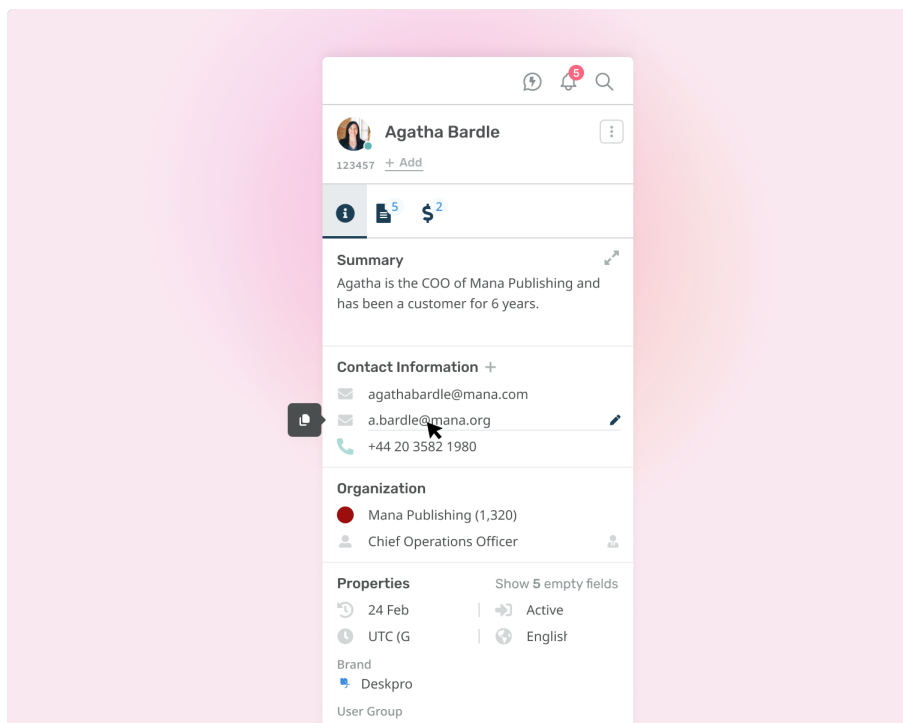 5
Agatha Bardle
123457 + Add
5 2
Summary
Agatha is the COO of Mana Publishing and
has been a customer for 6 years.
Contact Information +
agathabardle@mana.com
a.bardle@mana.org
+44 20 3582 1980
Organization
Mana Publishing (1,320)
Chief Operations Officer
Properties Show 5 empty fields
24 Feb Active
UTC (G English
Brand
Deskpro
User Group